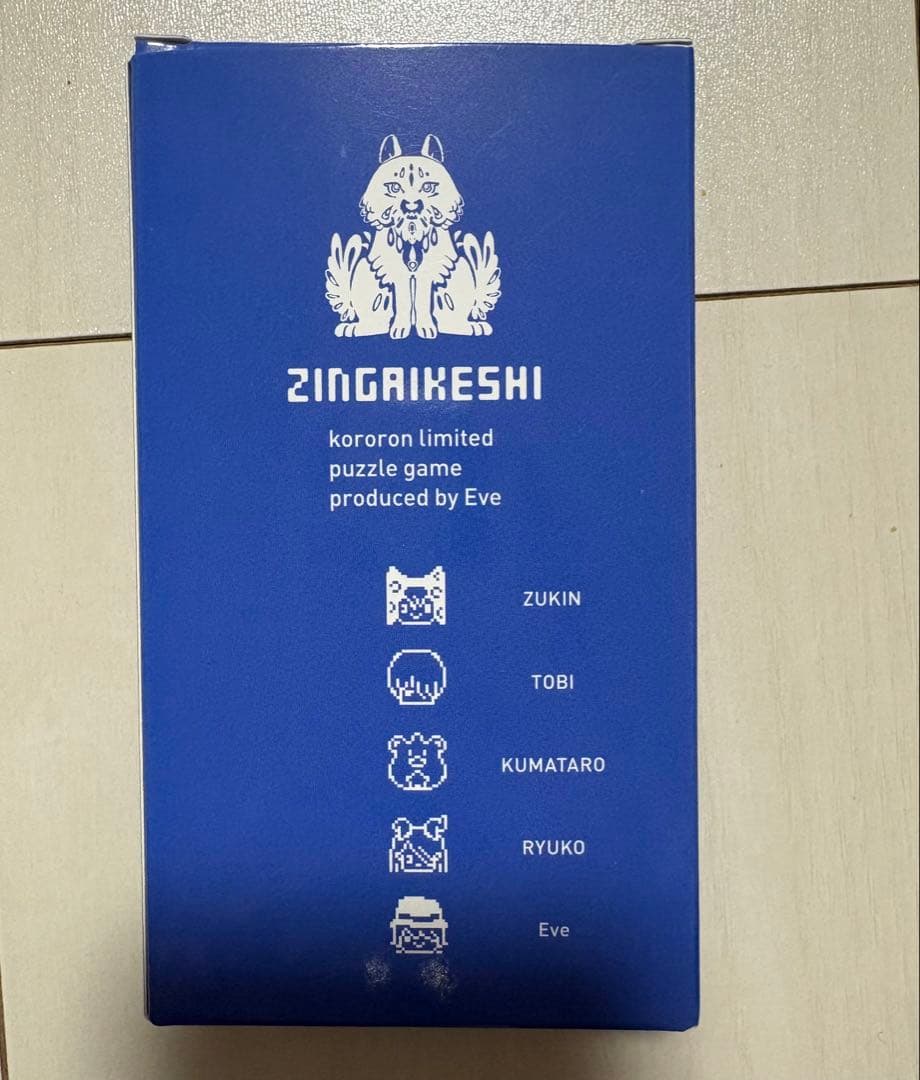 ZINGAIKESHI
kororon limited
puzzle game
produced by Eve
ZUKIN
TOBI
KUMATARO
RYUKO
Eve